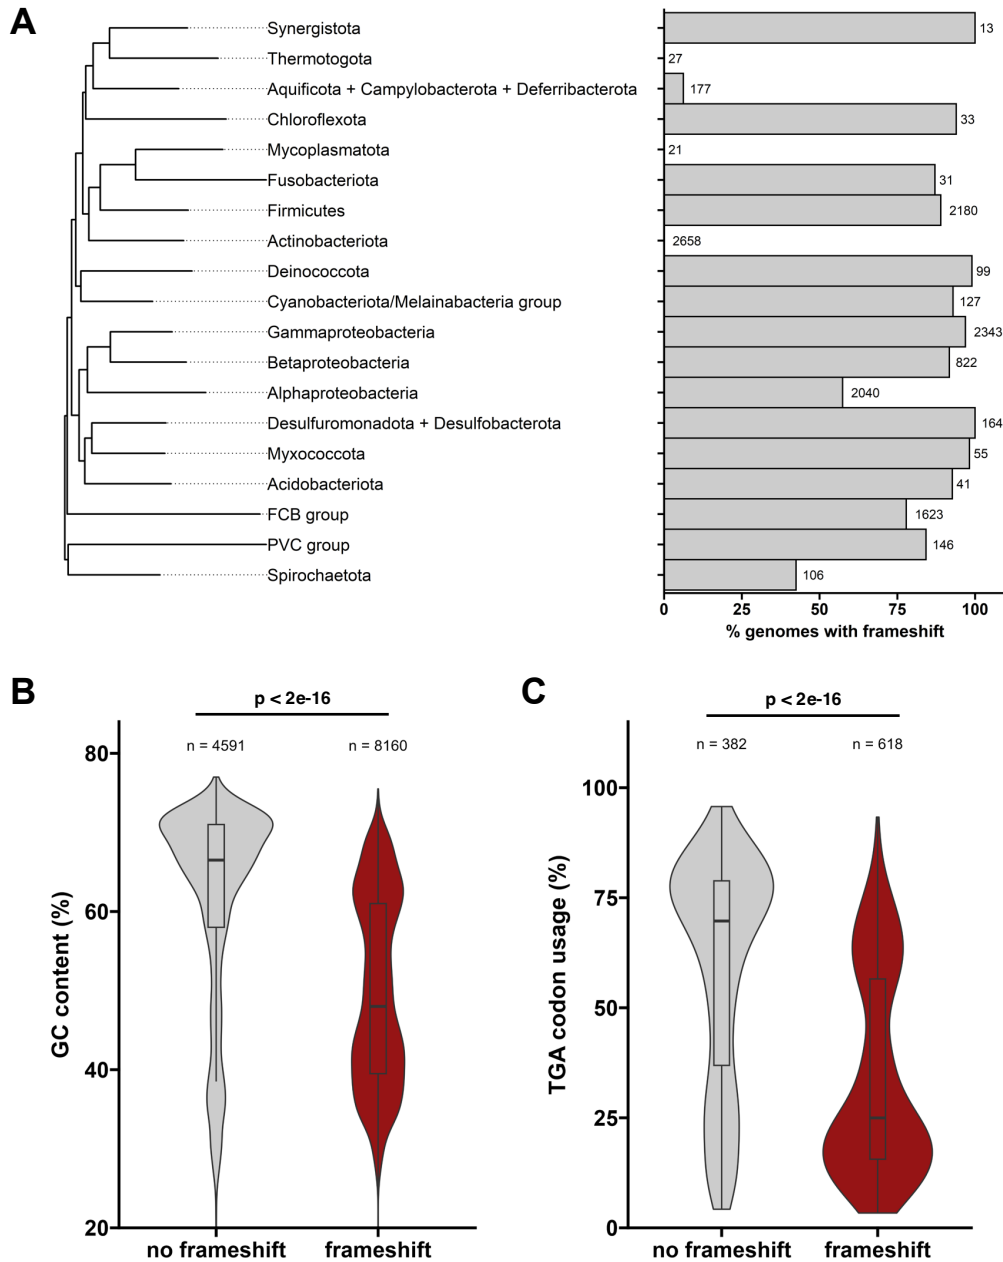 A
Synergistota 13
Thermotogota 27
Aquificota + Campylobacterota + Deferribacterota 177
Chloroflexota 33
Mycoplasmatota 21
Fusobacteriota 31
Firmicutes 2180
Actinobacteriota 2658
Deinococcota 99
Cyanobacteriota/Melainabacteria group 127
Gammaproteobacteria 2343
Betaproteobacteria 822
Alphaproteobacteria 2040
Desulfuromonadota + Desulfobacterota 164
Myxococcota 55
Acidobacteriota 41
FCB group 1623
PVC group 146
Spirochaetota 106
0 25 50 75 100
% genomes with frameshift
B
p < 2e-16
n = 4591 n = 8160
80
60
40
20
GC content (%)
no frameshift frameshift
C
p < 2e-16
n = 382 n = 618
100
75
50
25
0
TGA codon usage (%)
no frameshift frameshift